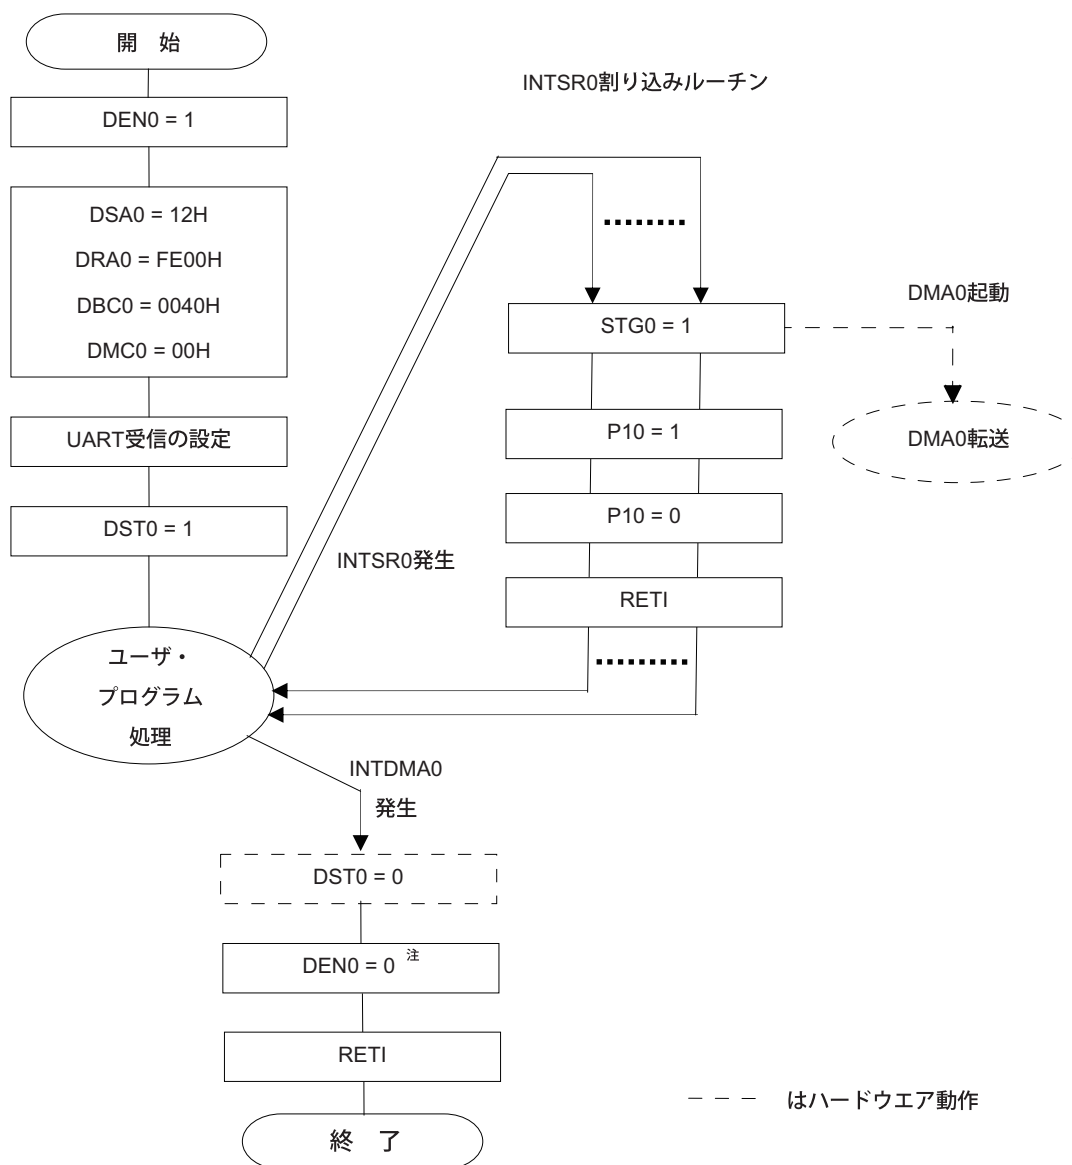 開 始
DEN0 = 1
DSA0 = 12H
DRA0 = FE00H
DBC0 = 0040H
DMC0 = 00H
UART受信の設定
DST0 = 1
ユーザ・
プログラム
処理
INTSR0発生
INTSR0割り込みルーチン
STG0 = 1
P10 = 1
P10 = 0
RETI
DMA0起動
DMA0転送
INTDMA0
発生
DST0 = 0
DEN0 = 0 注
RETI
終 了
はハードウエア動作